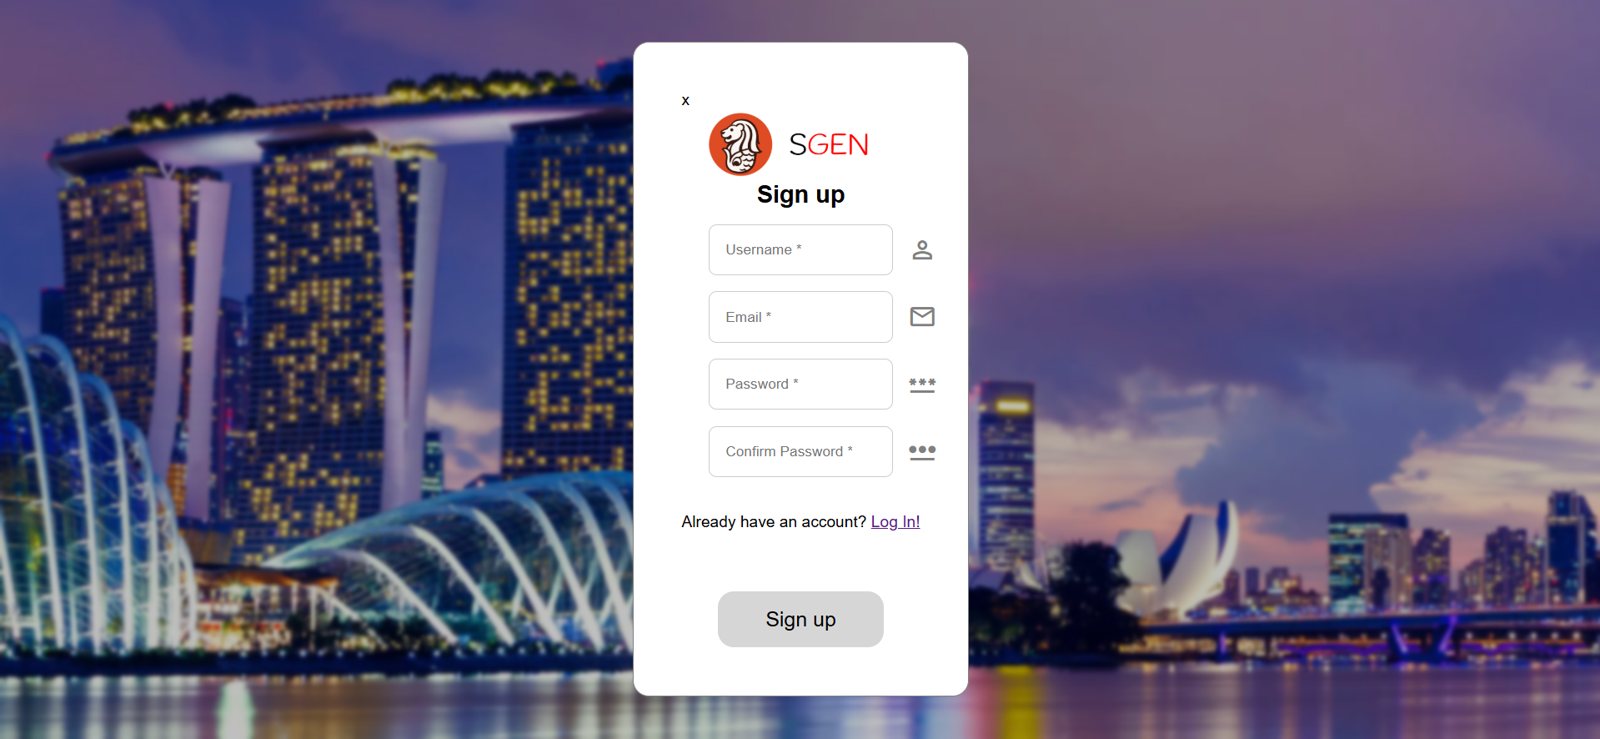 x
SGEN
Sign up
Username *
Email *
Password *
Confirm Password *
Already have an account? Log In!
Sign up